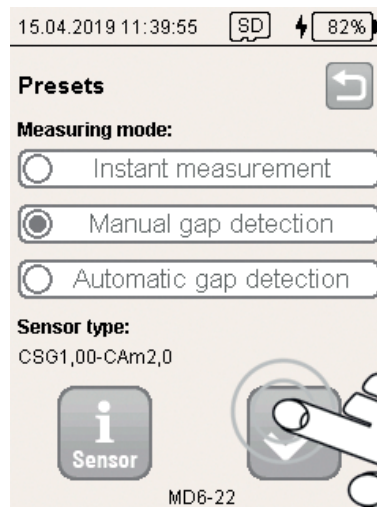 15.04.2019 11:39:55 SD 82%
Presets
Measuring mode:
Instant measurement
Manual gap detection
Automatic gap detection
Sensor type:
CSG1,00-CAm2,0
i
Sensor
MD6-22